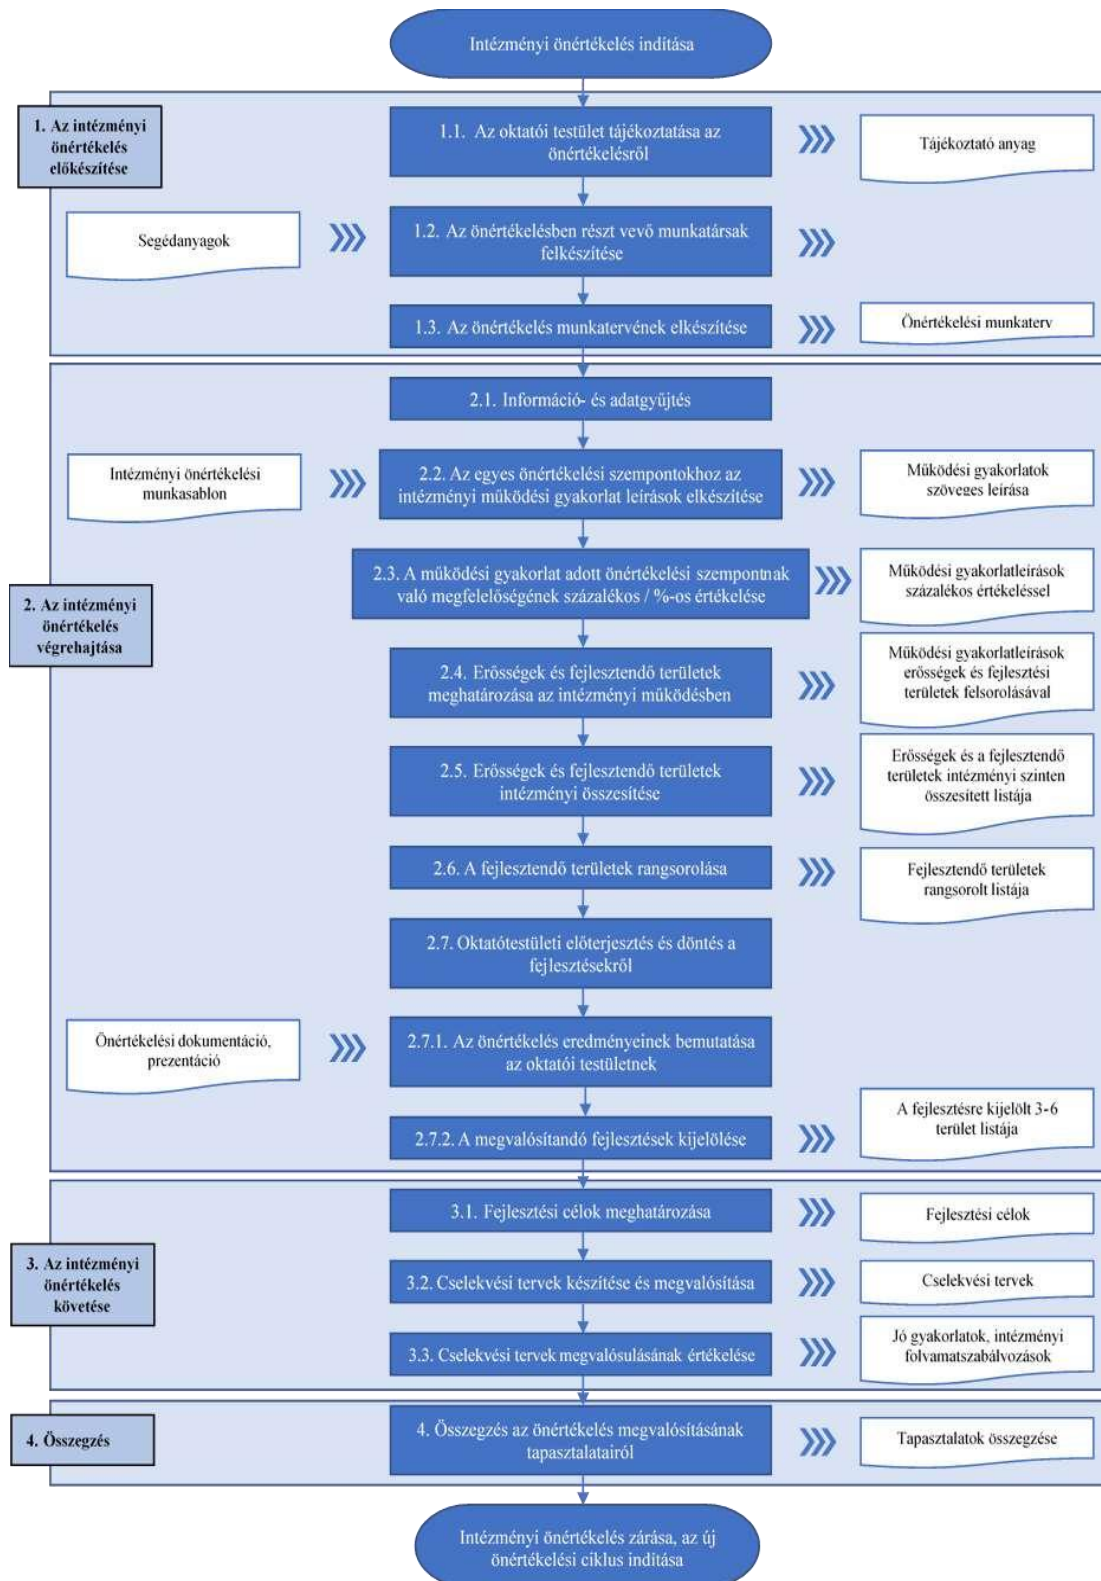 Intézményi önértékelés indítása
1. Az intézményi
önértékelés
előkészítése
1.1. Az oktatói testület tájékoztatása az
önértékelésről
Tájékoztató anyag
Segédanyagok
1.2. Az önértékelésben részt vevő munkatársak
felkészítése
1.3. Az önértékelés munkatervének elkészítése
Önértékelési munkaterv
2. Az intézményi
önértékelés
végrehajtása
2.1. Információ- és adatgyűjtés
Intézményi önértékelési
munkasablon
2.2. Az egyes önértékelési szempontokhoz az
intézményi működési gyakorlat leírások elkészítése
Működési gyakorlatok
szöveges leírása
2.3. A működési gyakorlat adott önértékelési szempontnak
való megfelelőségének százalékos / %-os értékelése
Működési gyakorlatleírások
százalékos értékeléssel
2.4. Erősségek és fejlesztendő területek
meghatározása az intézményi működésben
Működési gyakorlatleírások
erősségek és fejlesztési
területek felsorolásával
2.5. Erősségek és fejlesztendő területek
intézményi összesítése
Erősségek és a fejlesztendő
területek intézményi szinten
összesített listája
2.6. A fejlesztendő területek rangsorolása
Fejlesztendő területek
rangsorolt listája
2.7. Oktatótestületi előterjesztés és döntés a
fejlesztésekről
Önértékelési dokumentáció,
prezentáció
2.7.1. Az önértékelés eredményeinek bemutatása
az oktatói testületnek
2.7.2. A megvalósítandó fejlesztések kijelölése
A fejlesztésre kijelölt 3-6
terület listája
3. Az intézményi
önértékelés
követése
3.1. Fejlesztési célok meghatározása
Fejlesztési célok
3.2. Cselekvési tervek készítése és megvalósítása
Cselekvési tervek
3.3. Cselekvési tervek megvalósulásának értékelése
Jó gyakorlatok, intézményi
folyamatszabályozások
4. Összegzés
4. Összegzés az önértékelés megvalósításának
tapasztalatairól
Tapasztalatok összegzése
Intézményi önértékelés zárása, az új
önértékelési ciklus indítása